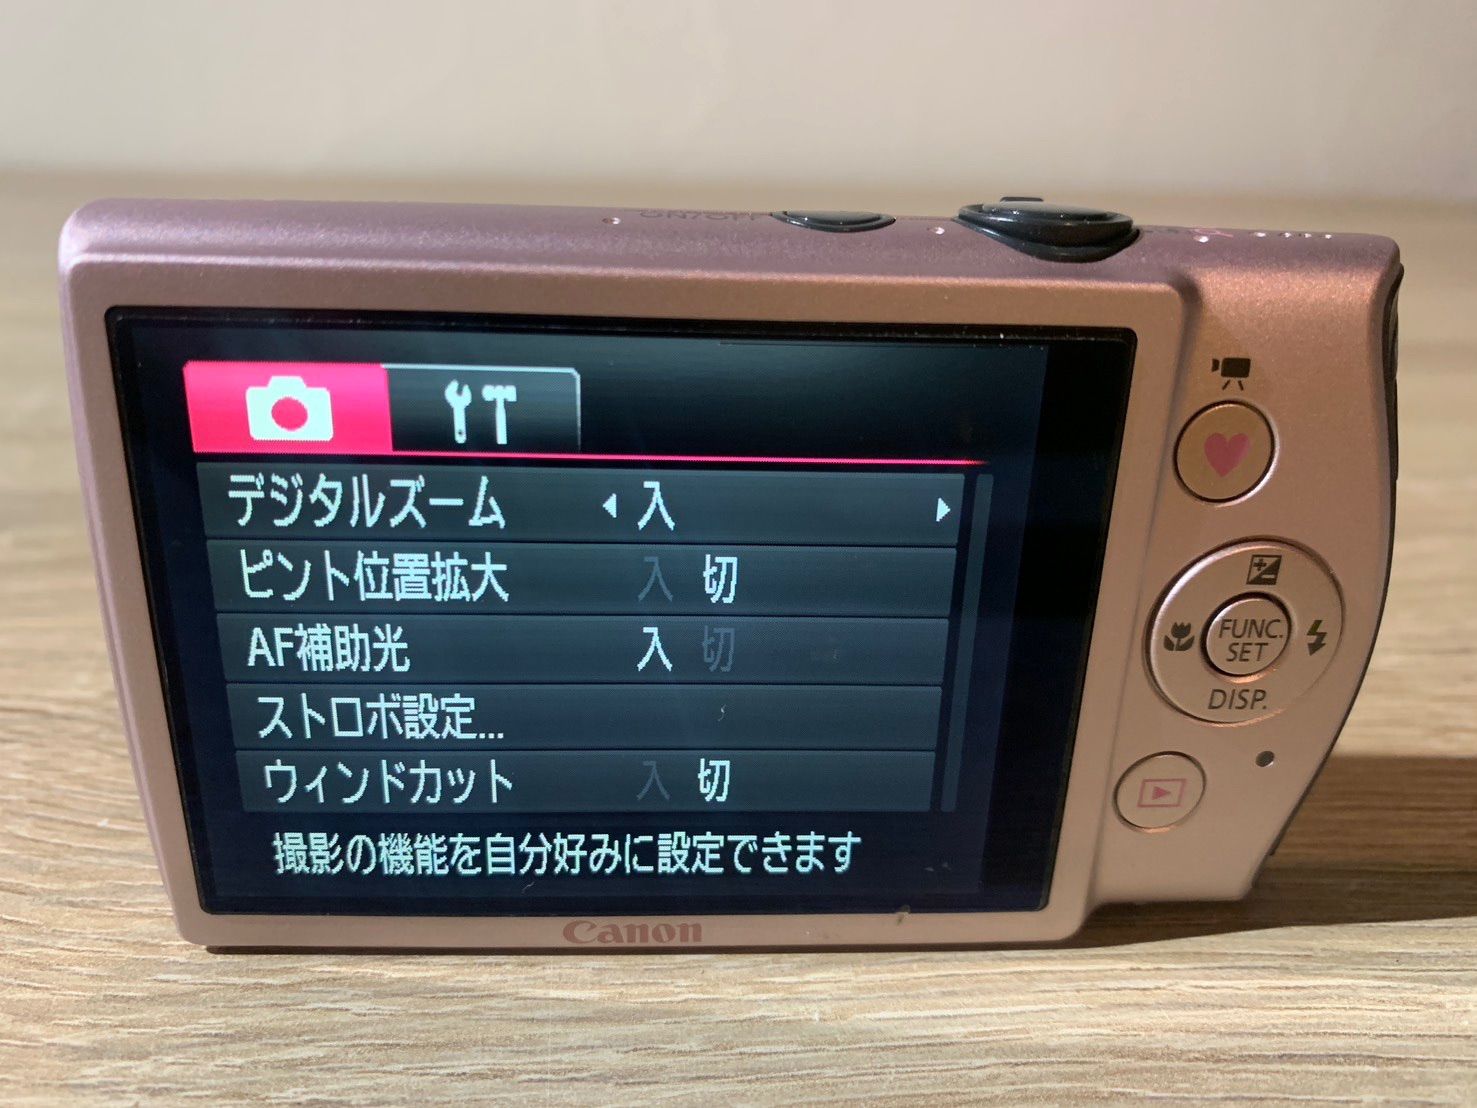 ON/OFF
デジタルズーム 入
ピント位置拡大 入 切
AF補助光 入 切
ストロボ設定...
ウィンドカット 入 切
撮影の機能を自分好みに設定できます
FUNC.
SET
DISP.
Canon